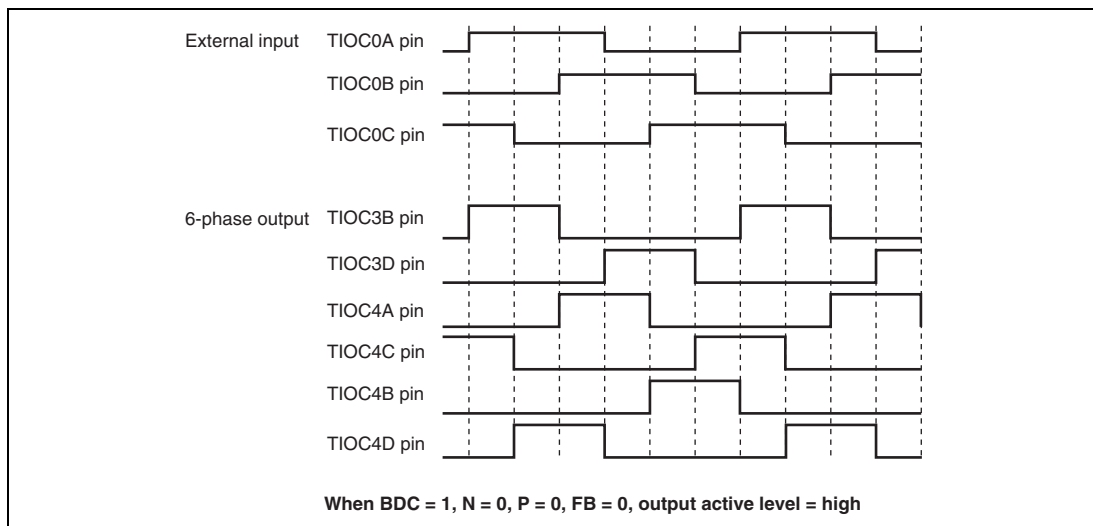 External input TIOC0A pin
TIOC0B pin
TIOC0C pin
6-phase output TIOC3B pin
TIOC3D pin
TIOC4A pin
TIOC4C pin
TIOC4B pin
TIOC4D pin
When BDC = 1, N = 0, P = 0, FB = 0, output active level = high